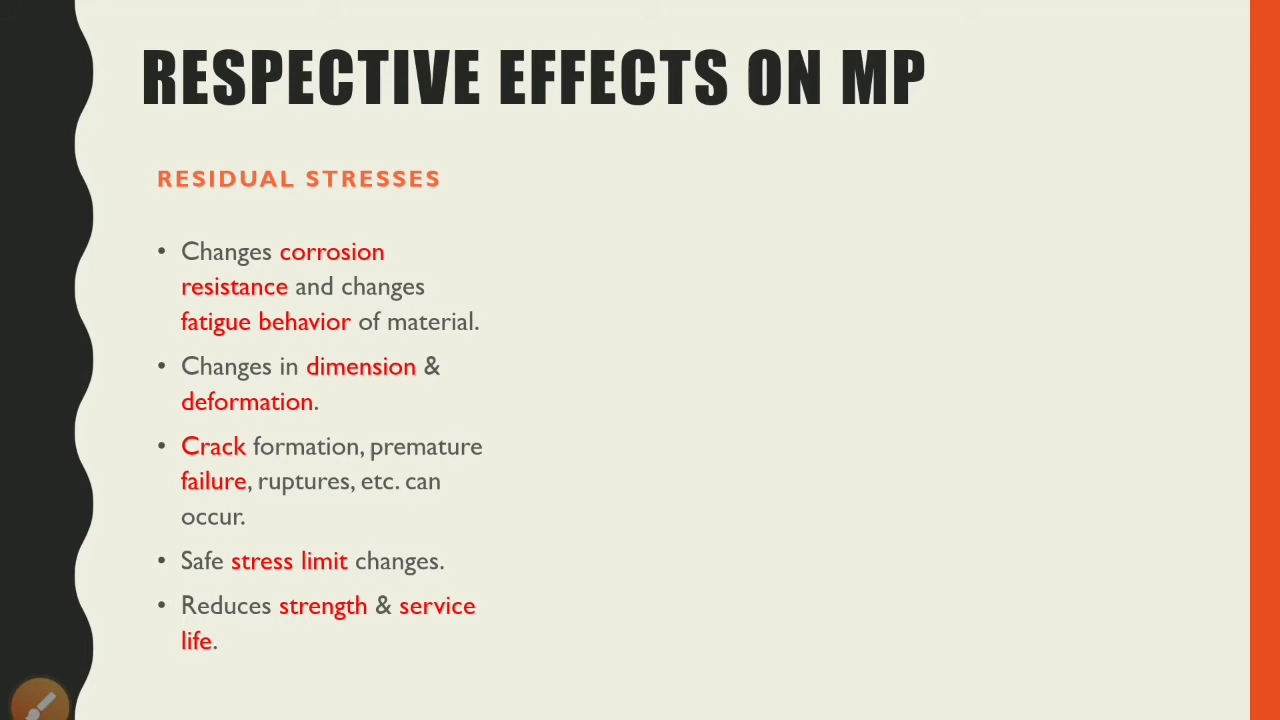 RESPECTIVE EFFECTS ON MP
RESIDUAL STRESSES
• Changes corrosion
resistance and changes
fatigue behavior of material.
• Changes in dimension &
deformation.
• Crack formation, premature
failure, ruptures, etc. can
occur.
• Safe stress limit changes.
• Reduces strength & service
life.